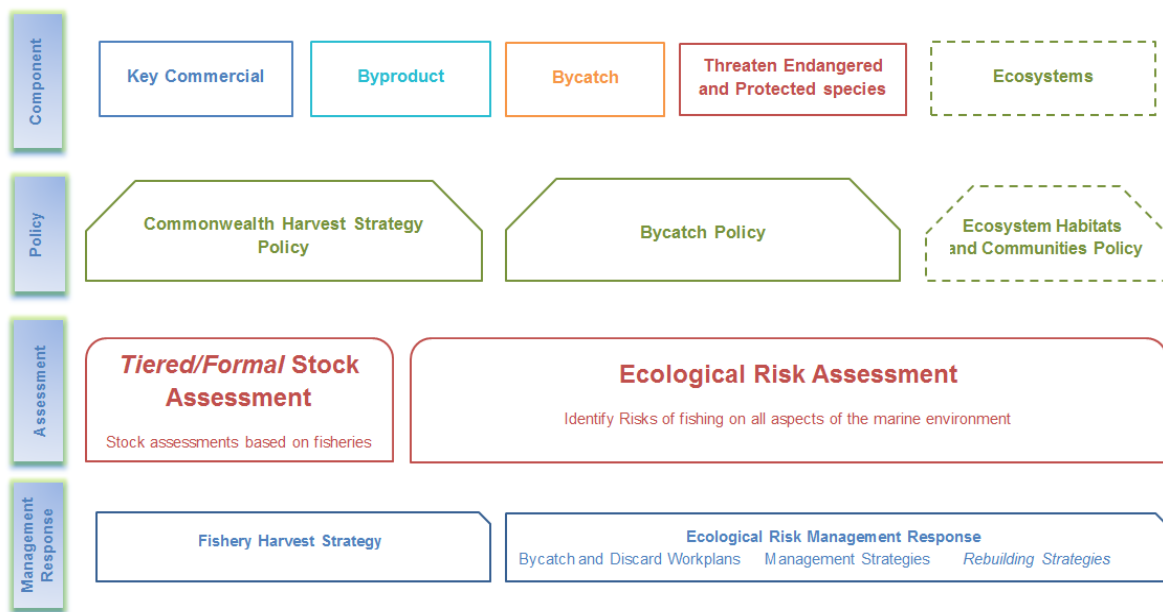 Component
Key Commercial
Byproduct
Bycatch
Threaten Endangered
and Protected species
Ecosystems
Policy
Commonwealth Harvest Strategy
Policy
Bycatch Policy
Ecosystem Habitats
and Communities Policy
Assessment
Tiered/Formal Stock
Assessment
Stock assessments based on fisheries
Ecological Risk Assessment
Identify Risks of fishing on all aspects of the marine environment
Management
Response
Fishery Harvest Strategy
Ecological Risk Management Response
Bycatch and Discard Workplans Management Strategies Rebuilding Strategies